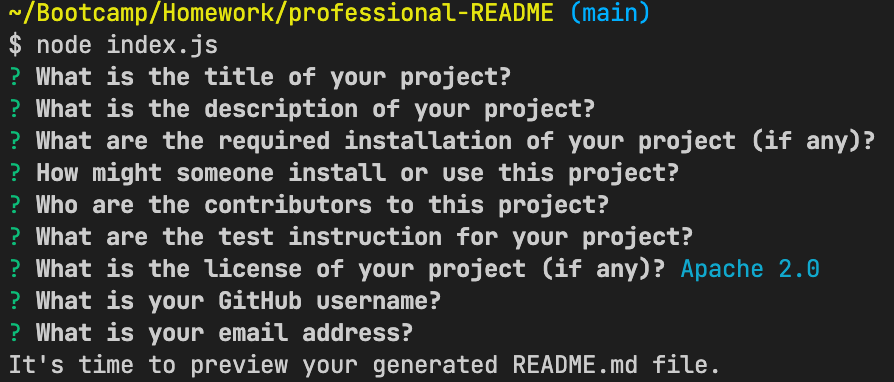 ~/Bootcamp/Homework/professional-README (main)
$ node index.js
? What is the title of your project?
? What is the description of your project?
? What are the required installation of your project (if any)?
? How might someone install or use this project?
? Who are the contributors to this project?
? What are the test instruction for your project?
? What is the license of your project (if any)? Apache 2.0
? What is your GitHub username?
? What is your email address?
It's time to preview your generated README.md file.